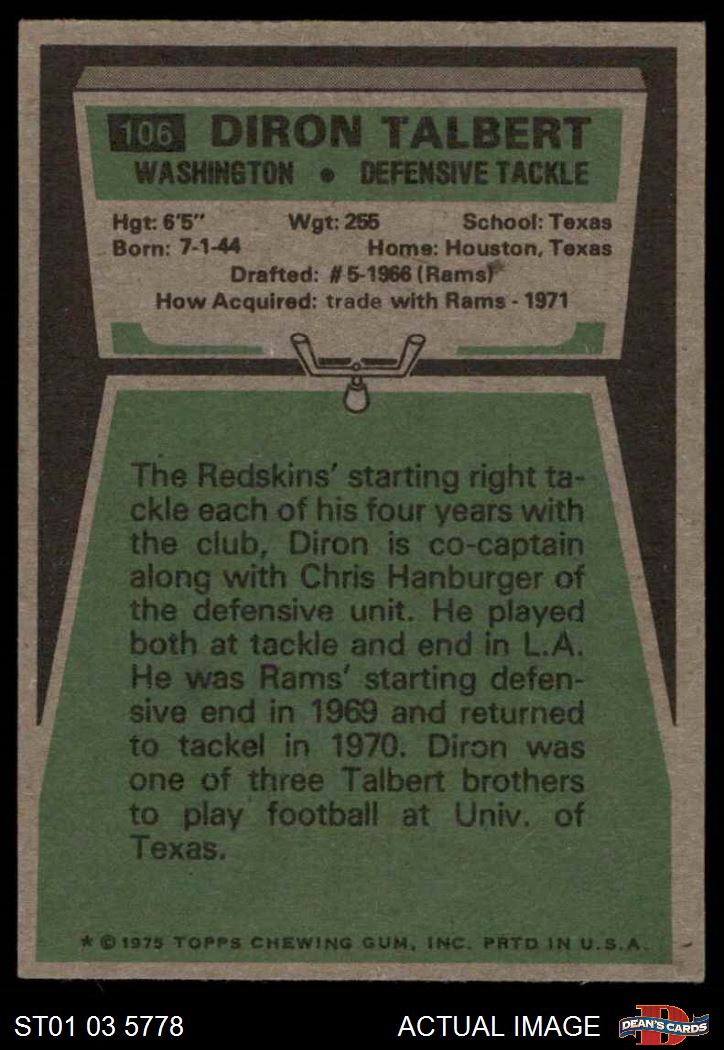 106 DIRON TALBERT
WASHINGTON • DEFENSIVE TACKLE
Hgt: 6'5" Wgt: 255 School: Texas
Born: 7-1-44 Home: Houston, Texas
Drafted: #5-1966 (Rams)
How Acquired: trade with Rams - 1971
The Redskins' starting right ta-
ckle each of his four years with
the club, Diron is co-captain
along with Chris Hanburger of
the defensive unit. He played
both at tackle and end in L.A.
He was Rams' starting defen-
sive end in 1969 and returned
to tackel in 1970. Diron was
one of three Talbert brothers
to play football at Univ. of
Texas.
* © 1975 TOPPS CHEWING GUM, INC. PRTD IN U.S.A.
ST01 03 5778 ACTUAL IMAGE D DEAN'S CARDS